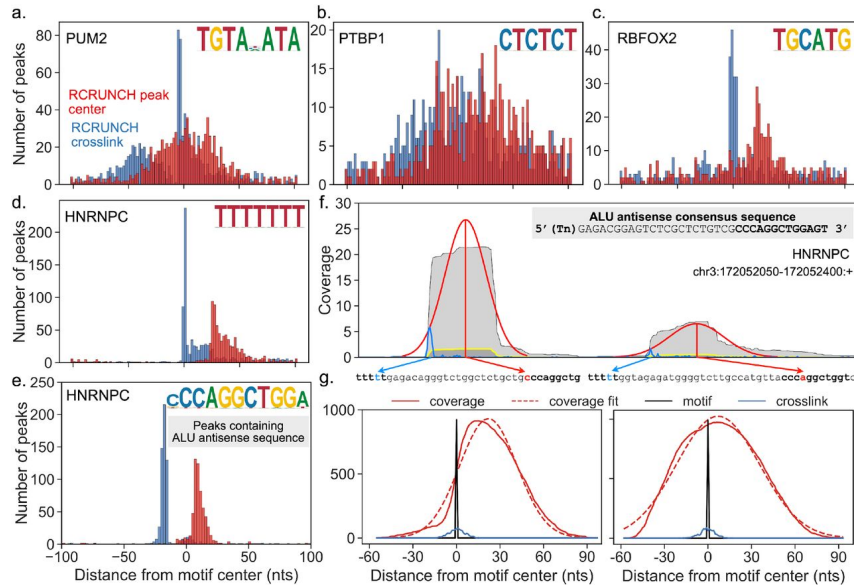 a.
PUM2
TGTA ATA
Number of peaks
80
60
40
20
0
RCRUNCH peak
center
RCRUNCH
crosslink
b.
PTBP1
CTCTCT
20
15
10
5
0
c.
RBFOX2
TGCATG
40
30
20
10
0
d.
HNRNPC
TTTTTTT
Number of peaks
200
150
100
50
0
e.
HNRNPC
CCCAGGCTGGA
Peaks containing
ALU antisense sequence
Number of peaks
250
200
150
100
50
0
−100 −50 0 50 100
Distance from motif center (nts)
f.
Coverage
30
25
20
15
10
5
0
ALU antisense consensus sequence
5' (Tn)GAGACGGAGTCTCGCTCTGTCGCCCAGGCTGGAGT 3'
HNRNPC
chr3:172052050-172052400:+
tttttgagacagggtctggctctgctgcccaggctg
tttttggtagagatggggtcttgccatgttacccaggctggtc
g.
coverage
coverage fit
motif
crosslink
1000
500
0
−60 −30 0 30 60 90
Distance from motif center (nts)
−60 −30 0 30 60 90
Distance from motif center (nts)